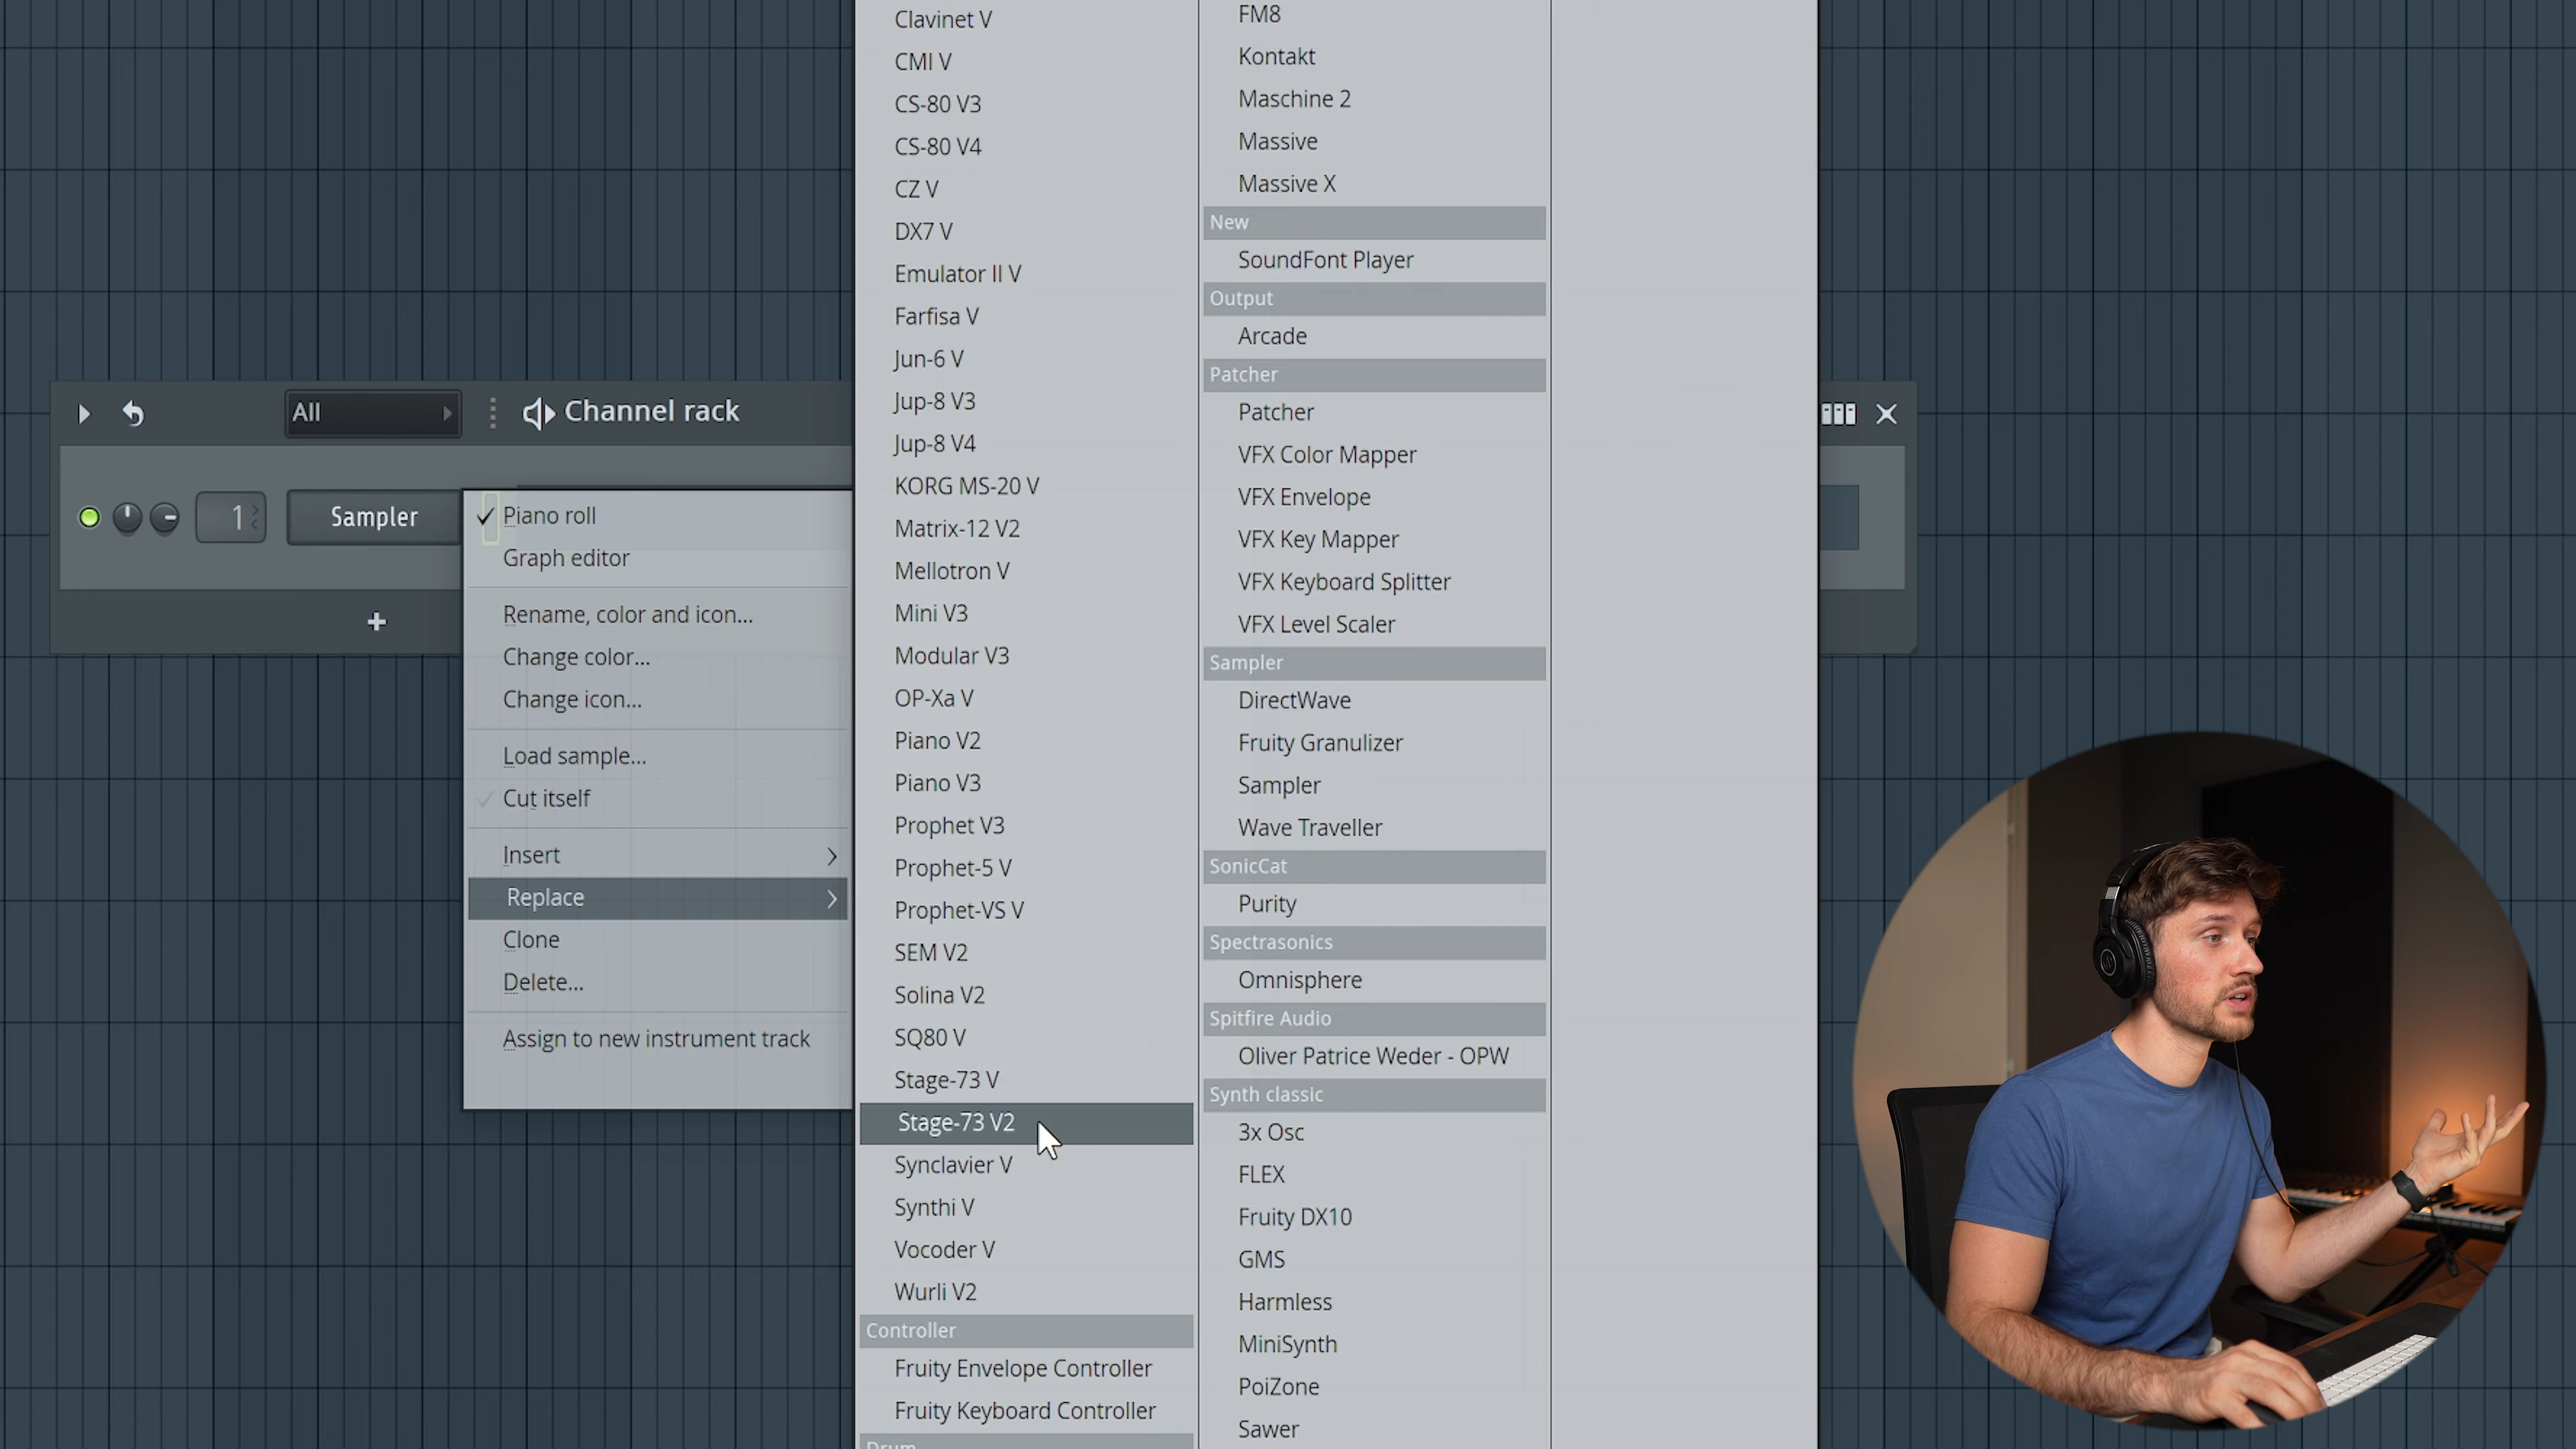 All
Channel rack
1
Sampler
Piano roll
Graph editor
Rename, color and icon...
Change color...
Change icon...
Load sample...
Cut itself
Insert
Replace
Clone
Delete...
Assign to new instrument track
Clavinet V
CMI V
CS-80 V3
CS-80 V4
CZ V
DX7 V
Emulator II V
Farfisa V
Jun-6 V
Jup-8 V3
Jup-8 V4
KORG MS-20 V
Matrix-12 V2
Mellotron V
Mini V3
Modular V3
OP-Xa V
Piano V2
Piano V3
Prophet V3
Prophet-5 V
Prophet-VS V
SEM V2
Solina V2
SQ80 V
Stage-73 V
Stage-73 V2
Synclavier V
Synthi V
Vocoder V
Wurli V2
Controller
Fruity Envelope Controller
Fruity Keyboard Controller
Drum
FM8
Kontakt
Maschine 2
Massive
Massive X
New
SoundFont Player
Output
Arcade
Patcher
Patcher
VFX Color Mapper
VFX Envelope
VFX Key Mapper
VFX Keyboard Splitter
VFX Level Scaler
Sampler
DirectWave
Fruity Granulizer
Sampler
Wave Traveller
SonicCat
Purity
Spectrasonics
Omnisphere
Spitfire Audio
Oliver Patrice Weder - OPW
Synth classic
3x Osc
FLEX
Fruity DX10
GMS
Harmless
MiniSynth
PoiZone
Sawer